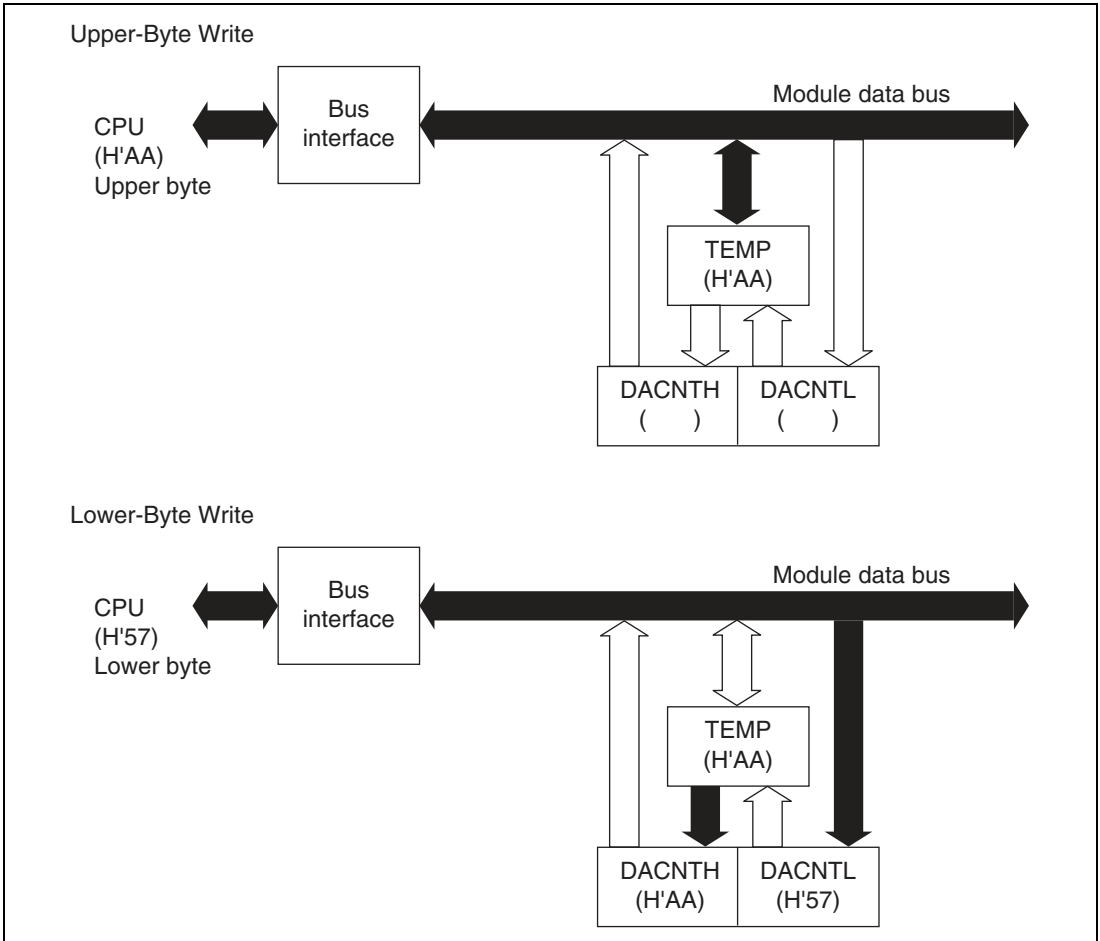 Upper-Byte Write
CPU
(H'AA)
Upper byte
Bus
interface
Module data bus
TEMP
(H'AA)
DACNTH
( )
DACNTL
( )
Lower-Byte Write
CPU
(H'57)
Lower byte
Bus
interface
Module data bus
TEMP
(H'AA)
DACNTH
(H'AA)
DACNTL
(H'57)